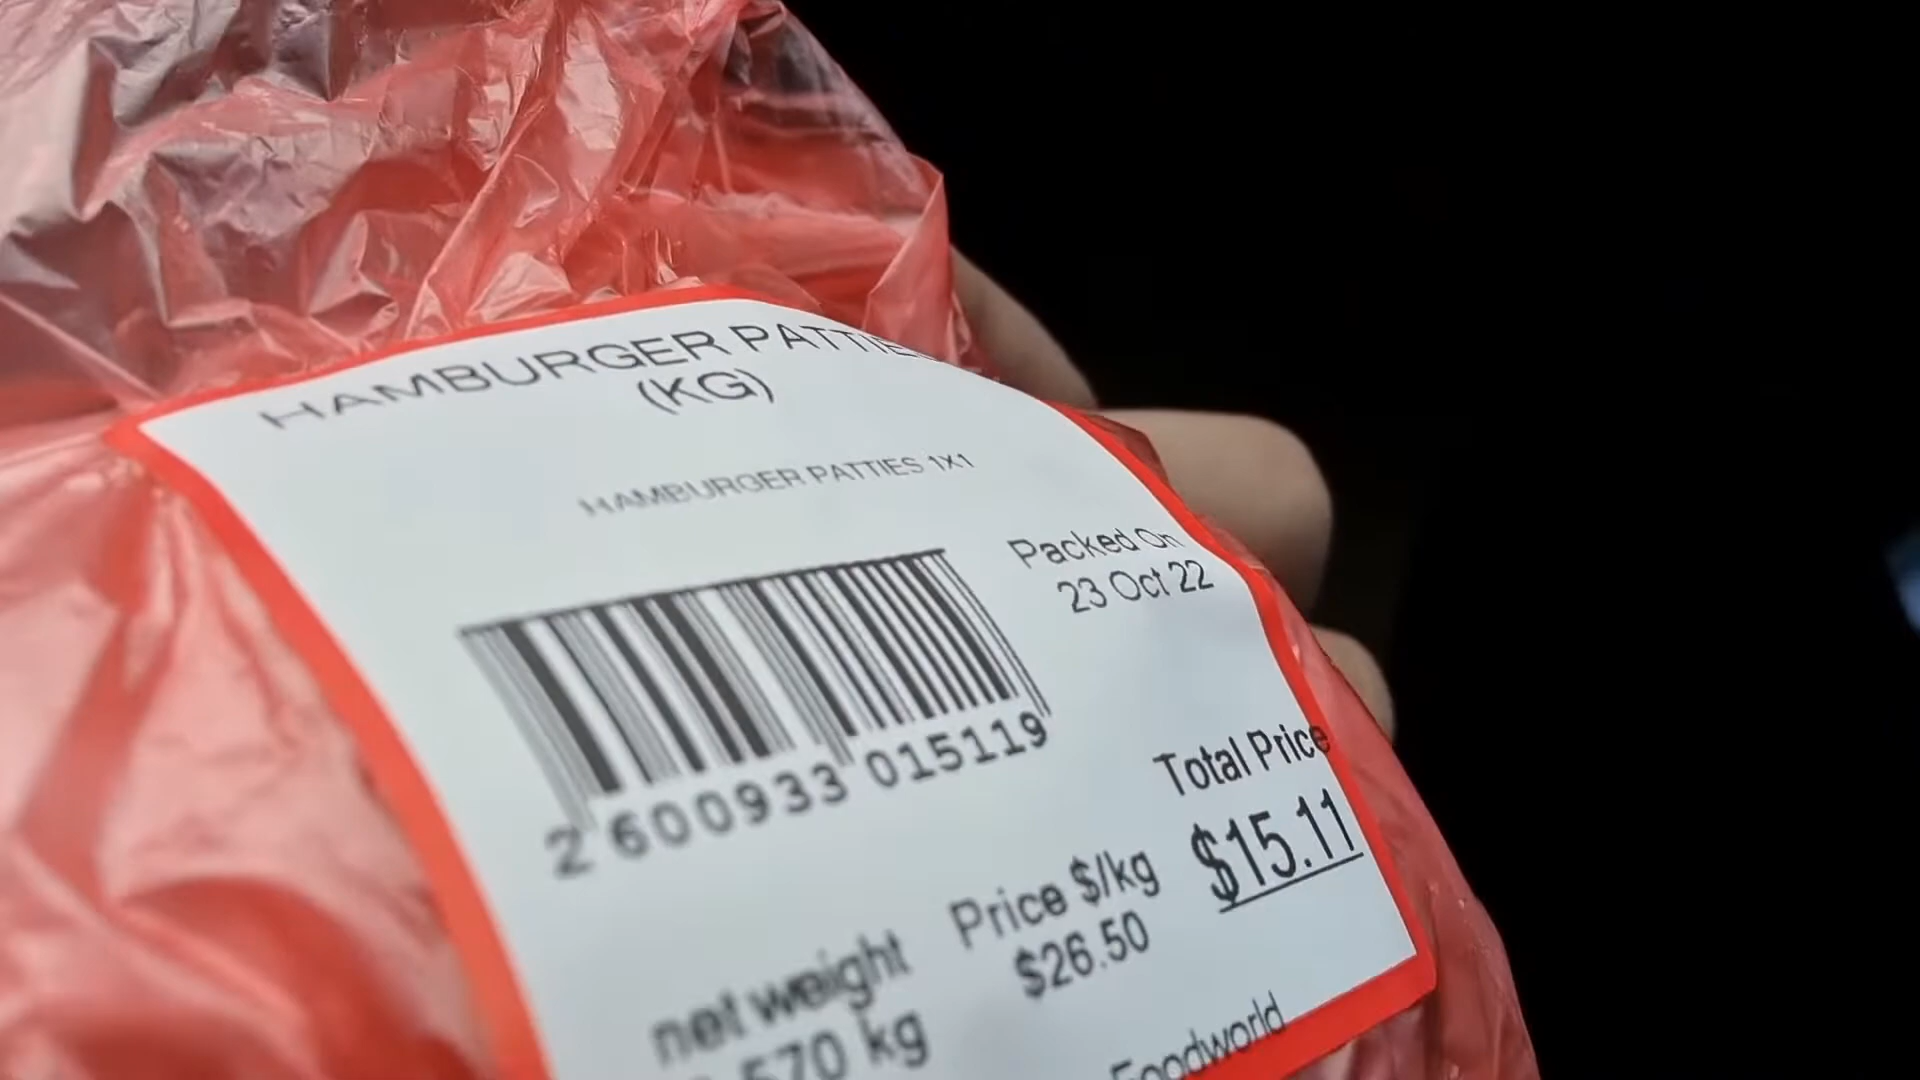 HAMBURGER PATTIE
(KG)
HAMBURGER PATTIES 1X1
Packed On
23 Oct 22
2 600933 015119
Total Price
$15.11
Price $/kg
$26.50
net weight
.570 kg
Foodworld